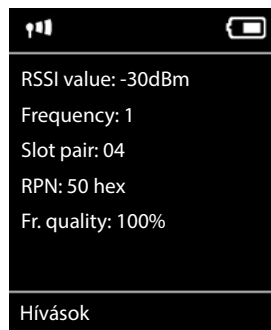 RSSI value: -30dBm
Frequency: 1
Slot pair: 04
RPN: 50 hex
Fr. quality: 100%
Hívások